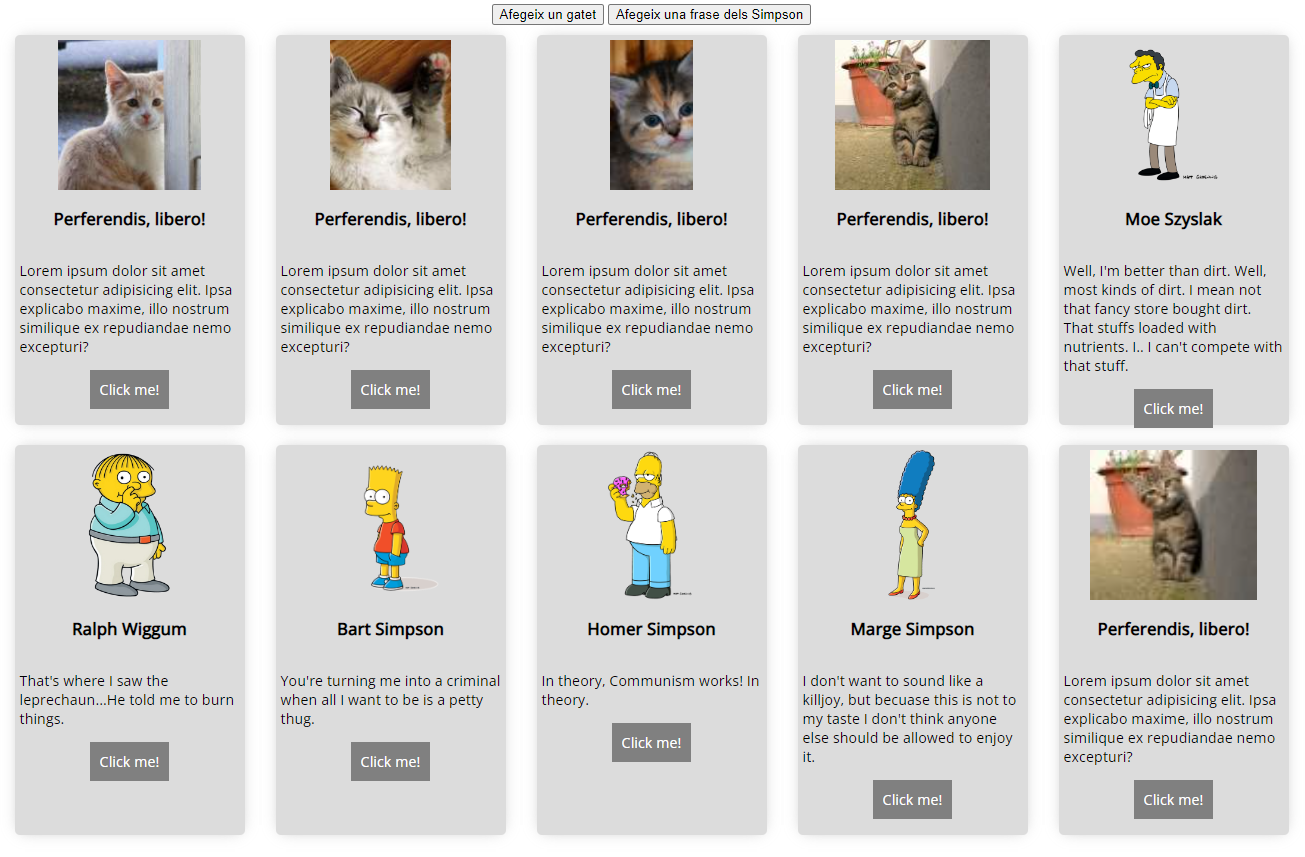 Afegeix un gatet Afegeix una frase dels Simpson
Perferendis, libero!
Lorem ipsum dolor sit amet
consectetur adipisicing elit. Ipsa
explicabo maxime, illo nostrum
similique ex repudiandae nemo
excepturi?
Click me!
Perferendis, libero!
Lorem ipsum dolor sit amet
consectetur adipisicing elit. Ipsa
explicabo maxime, illo nostrum
similique ex repudiandae nemo
excepturi?
Click me!
Perferendis, libero!
Lorem ipsum dolor sit amet
consectetur adipisicing elit. Ipsa
explicabo maxime, illo nostrum
similique ex repudiandae nemo
excepturi?
Click me!
Perferendis, libero!
Lorem ipsum dolor sit amet
consectetur adipisicing elit. Ipsa
explicabo maxime, illo nostrum
similique ex repudiandae nemo
excepturi?
Click me!
Moe Szyslak
Well, I'm better than dirt. Well,
most kinds of dirt. I mean not
that fancy store bought dirt.
That stuffs loaded with
nutrients. I.. I can't compete with
that stuff.
Click me!
Ralph Wiggum
That's where I saw the
leprechaun...He told me to burn
things.
Click me!
Bart Simpson
You're turning me into a criminal
when all I want to be is a petty
thug.
Click me!
Homer Simpson
In theory, Communism works! In
theory.
Click me!
Marge Simpson
I don't want to sound like a
killjoy, but becuase this is not to
my taste I don't think anyone
else should be allowed to enjoy
it.
Click me!
Perferendis, libero!
Lorem ipsum dolor sit amet
consectetur adipisicing elit. Ipsa
explicabo maxime, illo nostrum
similique ex repudiandae nemo
excepturi?
Click me!